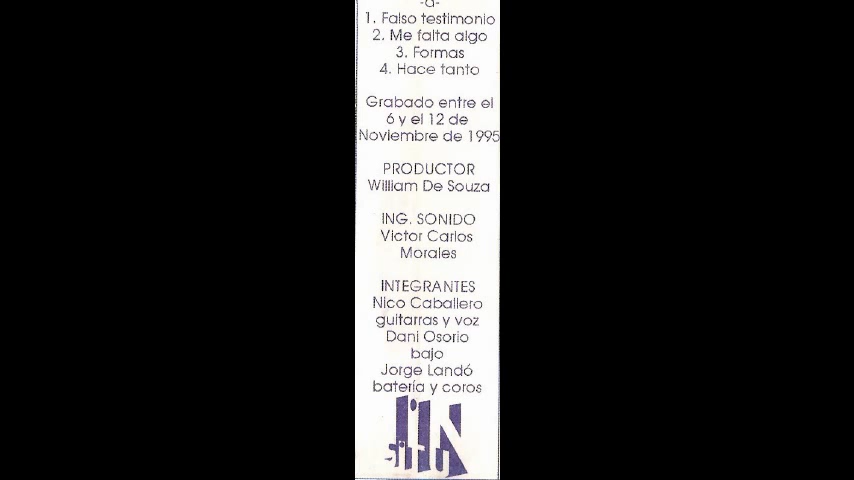 -a-
1. Falso testimonio
2. Me falta algo
3. Formas
4. Hace tanto
Grabado entre el
6 y el 12 de
Noviembre de 1995
PRODUCTOR
William De Souza
ING. SONIDO
Victor Carlos
Morales
INTEGRANTES
Nico Caballero
guitarras y voz
Dani Osorio
bajo
Jorge Landó
batería y coros
IN
SiTU